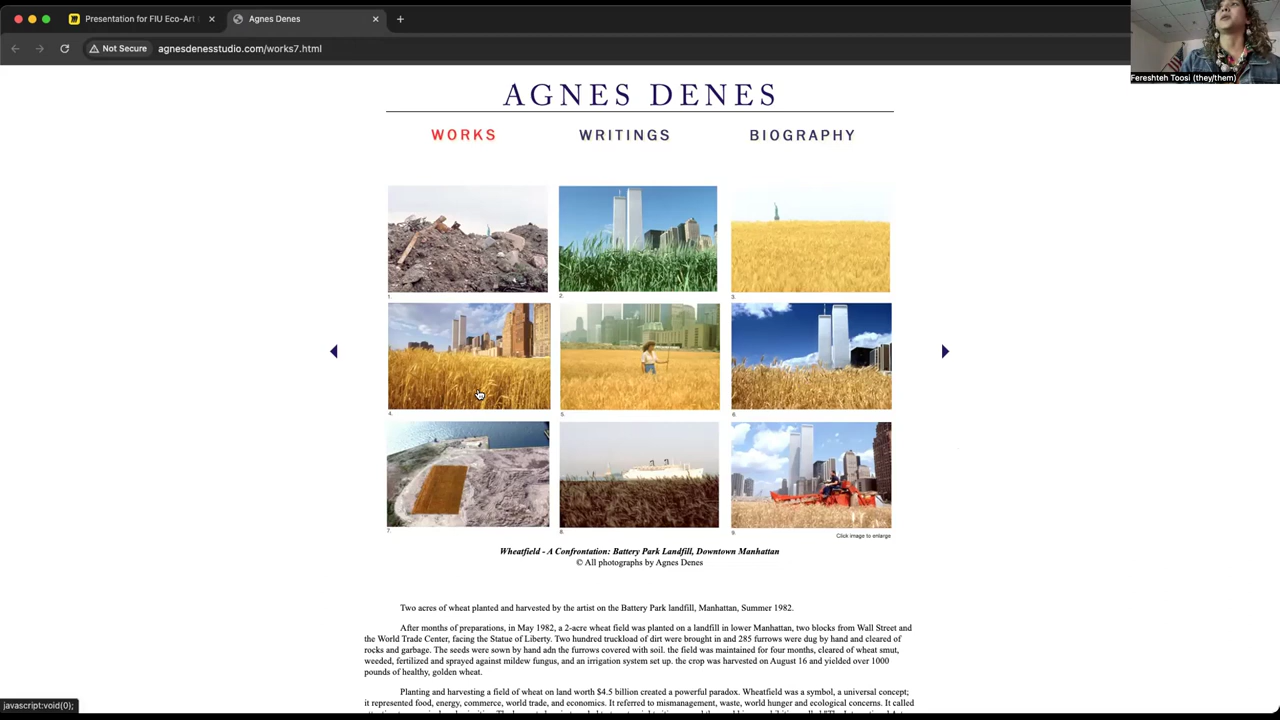 Presentation for FIU Eco-Art
Agnes Denes
Not Secure agnesdenesstudio.com/works7.html
Fereshteh Toosi (they/them)
AGNES DENES
WORKS WRITINGS BIOGRAPHY
1. 2. 3.
4. 5. 6.
7. 8. 9.
Click image to enlarge
Wheatfield - A Confrontation: Battery Park Landfill, Downtown Manhattan
© All photographs by Agnes Denes
Two acres of wheat planted and harvested by the artist on the Battery Park landfill, Manhattan, Summer 1982.
After months of preparations, in May 1982, a 2-acre wheat field was planted on a landfill in lower Manhattan, two blocks from Wall Street and
the World Trade Center, facing the Statue of Liberty. Two hundred truckload of dirt were brought in and 285 furrows were dug by hand and cleared of
rocks and garbage. The seeds were sown by hand adn the furrows covered with soil. the field was maintained for four months, cleared of wheat smut,
weeded, fertilized and sprayed against mildew fungus, and an irrigation system set up. the crop was harvested on August 16 and yielded over 1000
pounds of healthy, golden wheat.
Planting and harvesting a field of wheat on land worth $4.5 billion created a powerful paradox. Wheatfield was a symbol, a universal concept;
it represented food, energy, commerce, world trade, and economics. It referred to mismanagement, waste, world hunger and ecological concerns. It called
javascript:void(0);